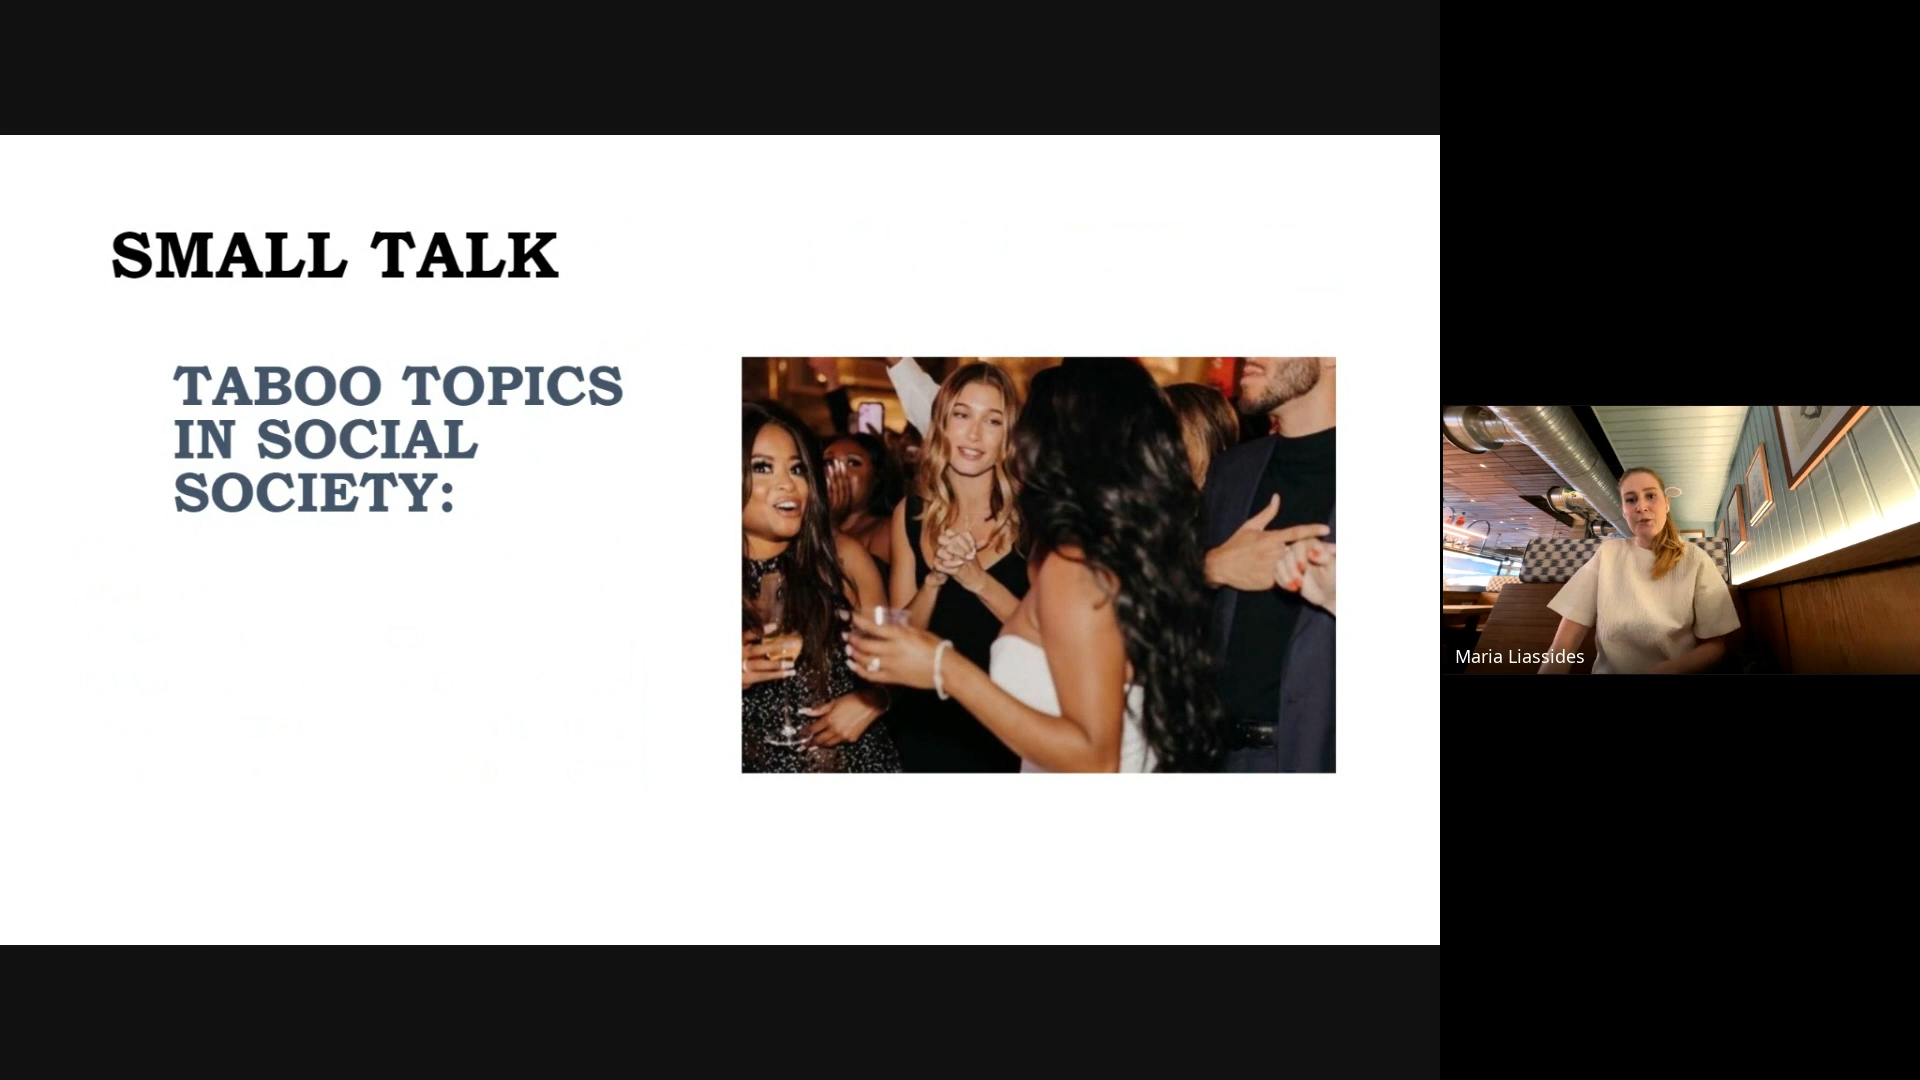 SMALL TALK
TABOO TOPICS
IN SOCIAL
SOCIETY:
Maria Liassides